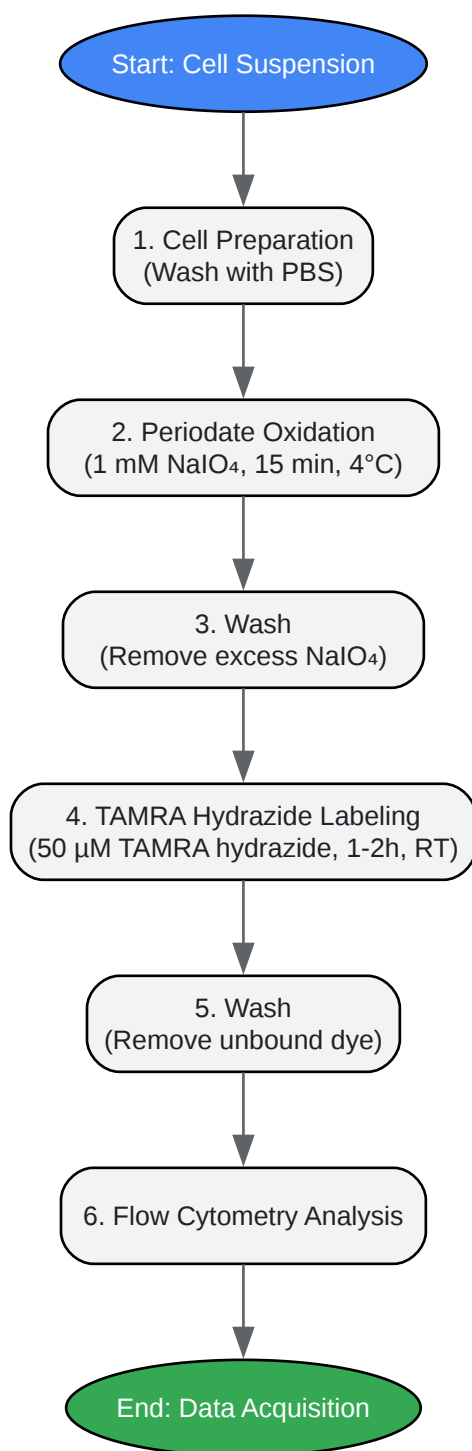 Start: Cell Suspension
1. Cell Preparation
(Wash with PBS)
2. Periodate Oxidation
(1 mM NaIO₄, 15 min, 4°C)
3. Wash
(Remove excess NaIO₄)
4. TAMRA Hydrazide Labeling
(50 µM TAMRA hydrazide, 1-2h, RT)
5. Wash
(Remove unbound dye)
6. Flow Cytometry Analysis
End: Data Acquisition